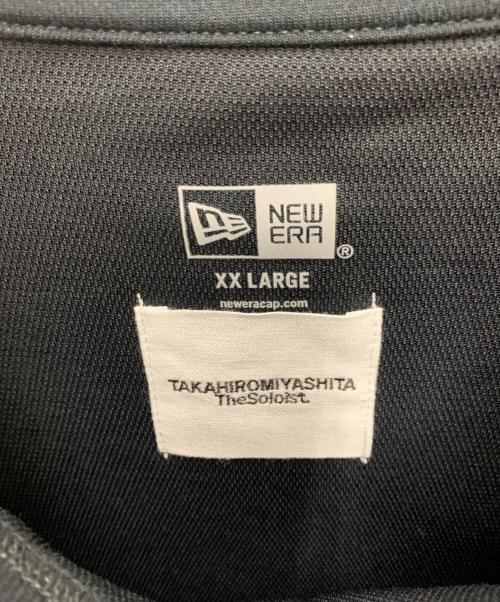 NEW
ERA
®
XX LARGE
neweracap.com
TAKAHIROMIYASHITA
TheSoloist.